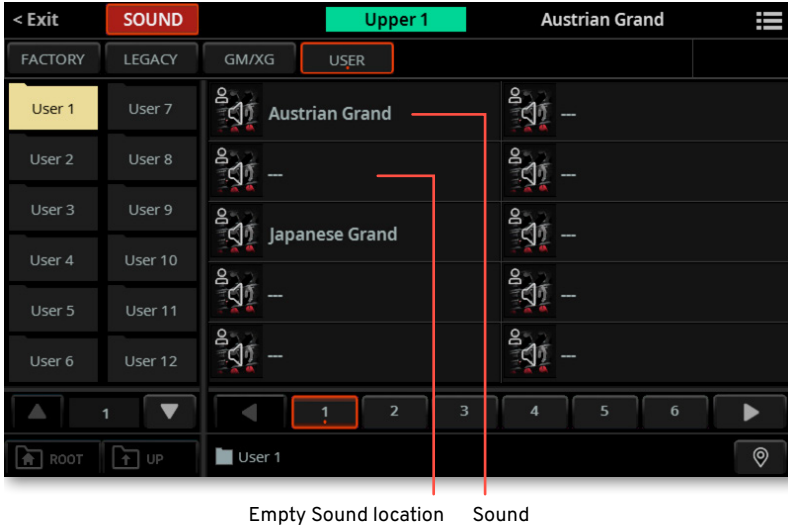 < Exit SOUND Upper 1 Austrian Grand
FACTORY LEGACY GM/XG USER
User 1 User 7 Austrian Grand ---
User 2 User 8 --- ---
User 3 User 9 Japanese Grand ---
User 4 User 10
User 5 User 11 --- ---
User 6 User 12 --- ---
1 1 2 3 4 5 6
ROOT UP User 1
Empty Sound location Sound